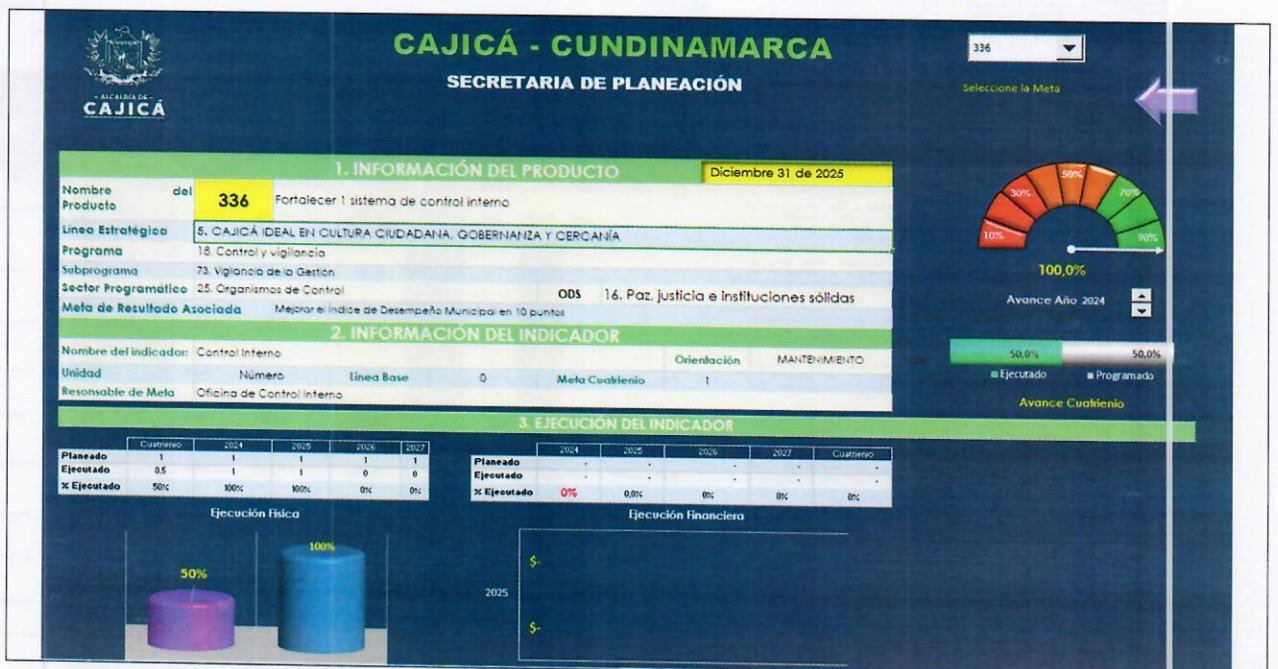 CAJICÁ - CUNDINAMARCA
SECRETARIA DE PLANEACIÓN
- ALCALDÍA DE -
CAJICÁ
336
Seleccione la Meta
1. INFORMACIÓN DEL PRODUCTO
Diciembre 31 de 2025
Nombre del Producto 336 Fortalecer 1 sistema de control interno
Línea Estratégica 5. CAJICÁ IDEAL EN CULTURA CIUDADANA, GOBERNANZA Y CERCANÍA
Programa 18. Control y vigilancia
Subprograma 73. Vigilancia de la Gestión
Sector Programático 25. Organismos de Control ODS 16. Paz, justicia e instituciones sólidas
Meta de Resultado Asociada Mejorar el Índice de Desempeño Municipal en 10 puntos
2. INFORMACIÓN DEL INDICADOR
Nombre del indicador: Control Interno Orientación MANTENIMIENTO
Unidad Número Línea Base 0 Meta Cuatrienio 1
Resonsable de Meta Oficina de Control Interno
10% 30% 50% 70% 90%
100,0%
Avance Año 2024
50,0% 50,0%
Ejecutado Programado
Avance Cuatrienio
3. EJECUCIÓN DEL INDICADOR
Cuatrienio 2024 2025 2026 2027
Planeado 1 1 1 1 1
Ejecutado 0,5 1 1 0 0
% Ejecutado 50% 100% 100% 0% 0%
Ejecución Física
50%
100%
2024 2025 2026 2027 Cuatrienio
Planeado - - - - -
Ejecutado - - - - -
% Ejecutado 0% 0,0% 0% 0% 0%
Ejecución Financiera
$-
2025
$-